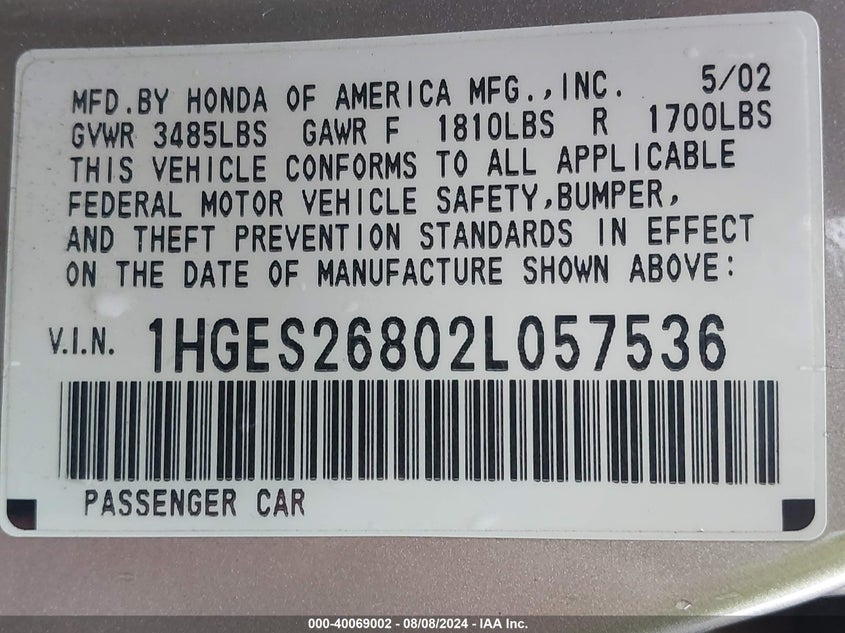 MFD.BY HONDA OF AMERICA MFG.,INC. 5/02
GVWR 3485LBS GAWR F 1810LBS R 1700LBS
THIS VEHICLE CONFORMS TO ALL APPLICABLE
FEDERAL MOTOR VEHICLE SAFETY,BUMPER,
AND THEFT PREVENTION STANDARDS IN EFFECT
ON THE DATE OF MANUFACTURE SHOWN ABOVE:
V.I.N. 1HGES26802L057536
PASSENGER CAR
000-40069002 - 08/08/2024 - IAA Inc.